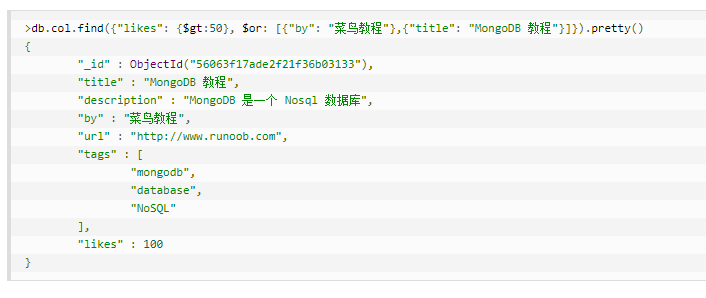 >db.col.find({"likes": {$gt:50}, $or: [{"by": "菜鸟教程"},{"title": "MongoDB 教程"}]}).pretty()
{
        "_id" : ObjectId("56063f17ade2f21f36b03133"),
        "title" : "MongoDB 教程",
        "description" : "MongoDB 是一个 Nosql 数据库",
        "by" : "菜鸟教程",
        "url" : "http://www.runoob.com",
        "tags" : [
                "mongodb",
                "database",
                "NoSQL"
        ],
        "likes" : 100
}